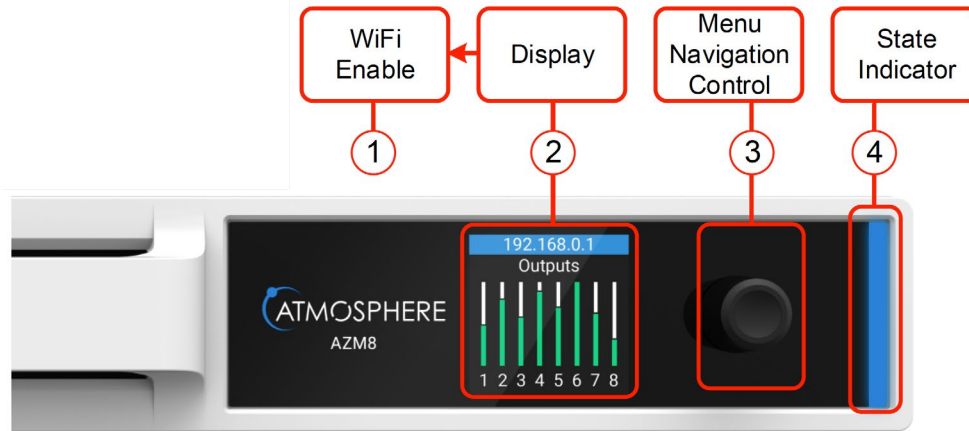 WiFi
Enable
Display
Menu
Navigation
Control
State
Indicator
1
2
3
4
192.168.0.1
Outputs
ATMOSPHERE
AZM8
1 2 3 4 5 6 7 8